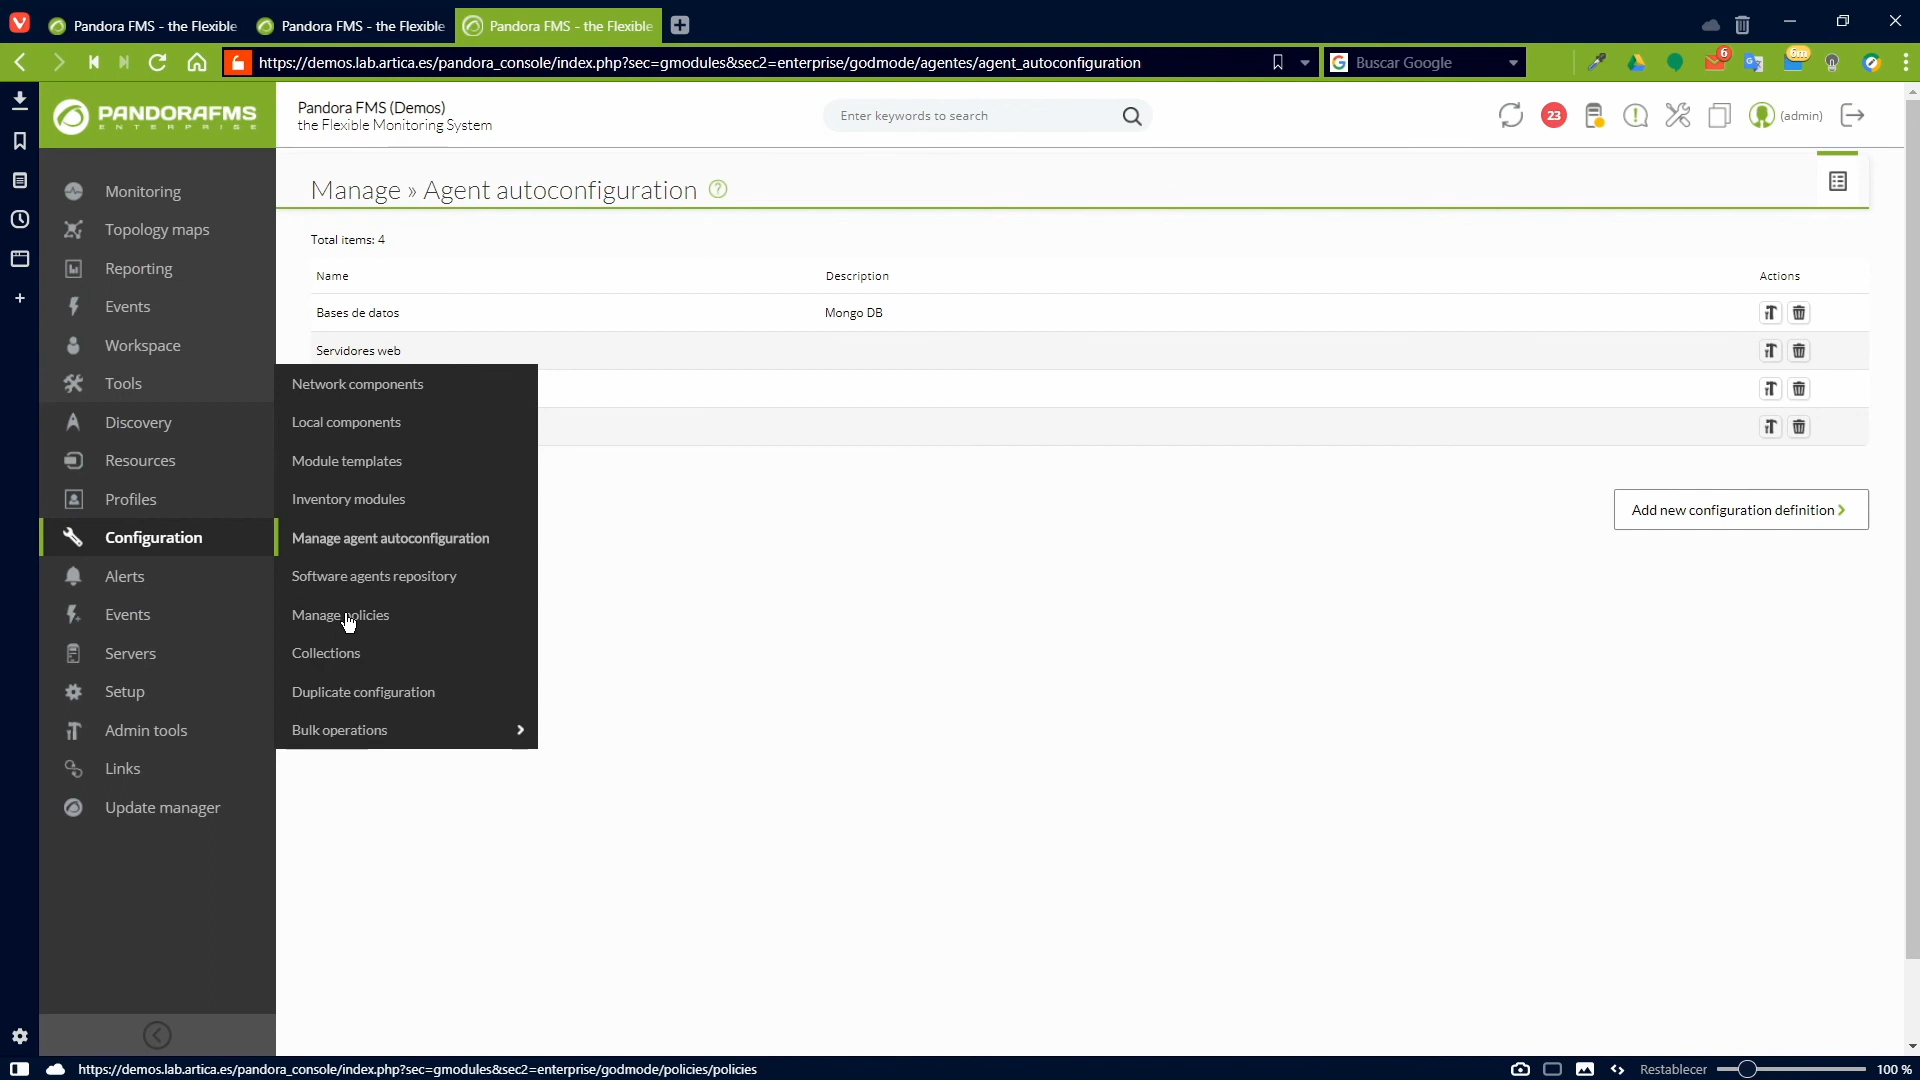 Pandora FMS - the Flexible
Pandora FMS - the Flexible
Pandora FMS - the Flexible
https://demos.lab.artica.es/pandora_console/index.php?sec=gmodules&sec2=enterprise/godmode/agentes/agent_autoconfiguration
Buscar Google
6
6m
PANDORAFMS
ENTERPRISE
Pandora FMS (Demos)
the Flexible Monitoring System
Enter keywords to search
23
(admin)
Manage » Agent autoconfiguration
Total items: 4
Name Description Actions
Bases de datos Mongo DB
Servidores web
Monitoring
Topology maps
Reporting
Events
Workspace
Tools
Discovery
Resources
Profiles
Configuration
Alerts
Events
Servers
Setup
Admin tools
Links
Update manager
Network components
Local components
Module templates
Inventory modules
Manage agent autoconfiguration
Software agents repository
Manage policies
Collections
Duplicate configuration
Bulk operations
Add new configuration definition
https://demos.lab.artica.es/pandora_console/index.php?sec=gmodules&sec2=enterprise/godmode/policies/policies
Restablecer
100 %